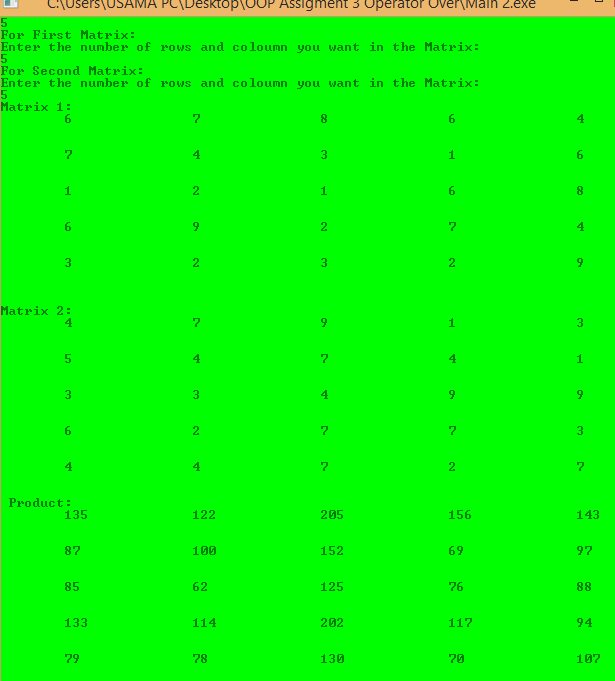 C:\Users\USAMA PC\Desktop\OOP Assigment 3 Operator Over\Main 2.exe
5
For First Matrix:
Enter the number of rows and coloumn you want in the Matrix:
5
For Second Matrix:
Enter the number of rows and coloumn you want in the Matrix:
5
Matrix 1:
6 7 8 6 4
7 4 3 1 6
1 2 1 6 8
6 9 2 7 4
3 2 3 2 9
Matrix 2:
4 7 9 1 3
5 4 7 4 1
3 3 4 9 9
6 2 7 7 3
4 4 7 2 7
Product:
135 122 205 156 143
87 100 152 69 97
85 62 125 76 88
133 114 202 117 94
79 78 130 70 107